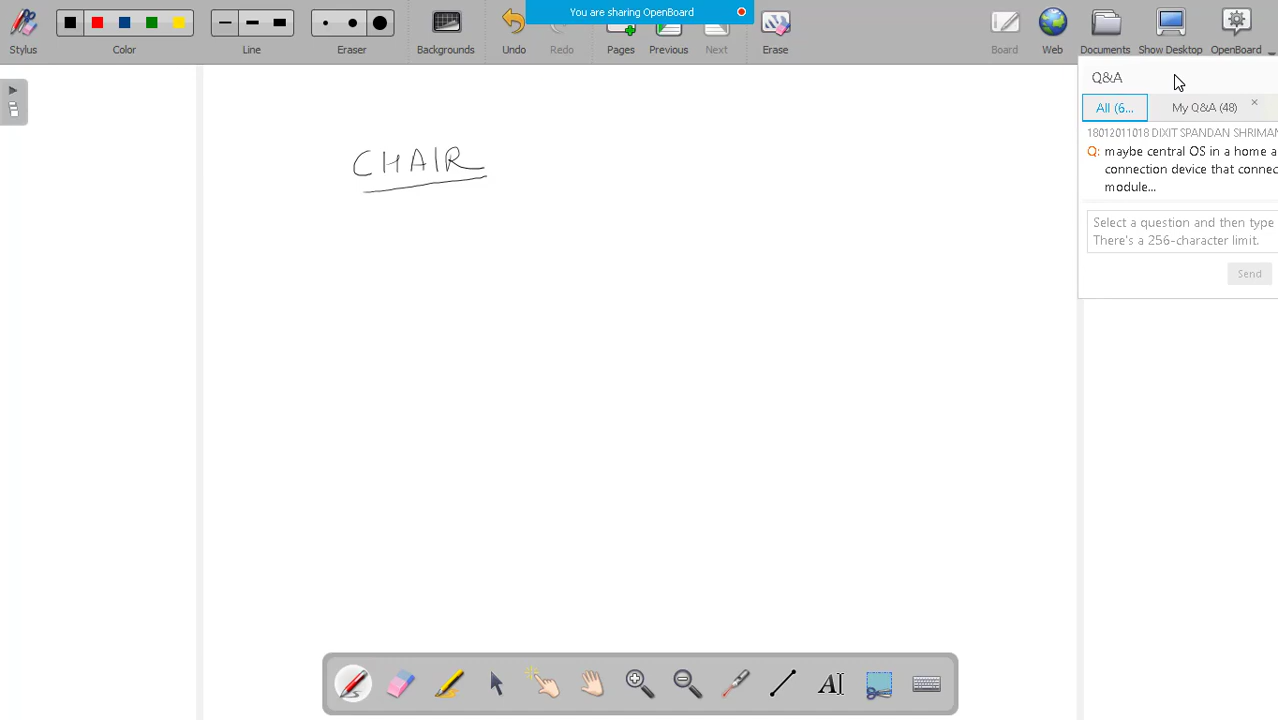 You are sharing OpenBoard
Stylus
Color
Line
Eraser
Backgrounds
Undo
Redo
Pages
Previous
Next
Erase
Board
Web
Documents
Show Desktop
OpenBoard
Q&A
All (6...
My Q&A (48)
18012011018 DIXIT SPANDAN SHRIMAN
Q: maybe central OS in a home a
connection device that connec
module...
Select a question and then type
There's a 256-character limit.
Send
CHAIR
AI